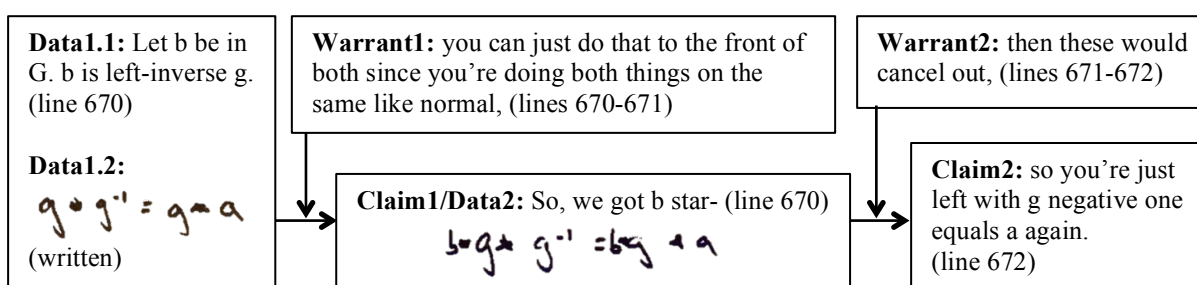 Data1.1: Let b be in
G. b is left-inverse g.
(line 670)
Data1.2:
g * g⁻¹ = g * a
(written)
Warrant1: you can just do that to the front of
both since you're doing both things on the
same like normal, (lines 670-671)
Claim1/Data2: So, we got b star- (line 670)
b * g * g⁻¹ = b * g * a
Warrant2: then these would
cancel out, (lines 671-672)
Claim2: so you're just
left with g negative one
equals a again.
(line 672)